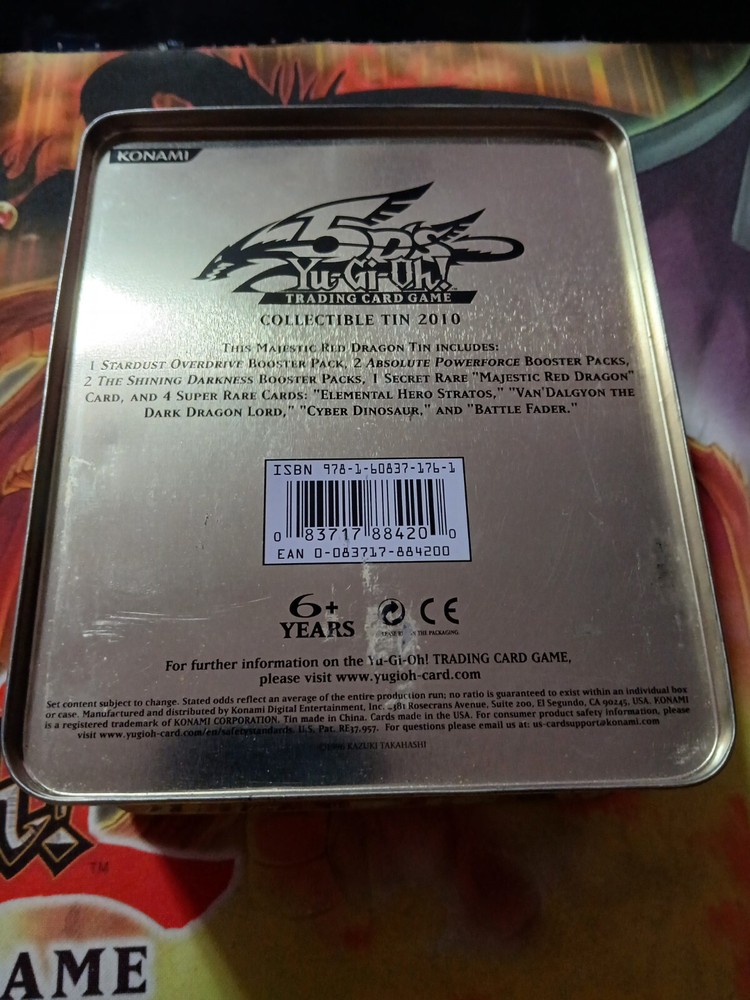 KONAMI
5D's
Yu-Gi-Oh!
TRADING CARD GAME
COLLECTIBLE TIN 2010
This Majestic Red Dragon Tin includes:
1 Stardust Overdrive Booster Pack, 2 Absolute Powerforce Booster Packs,
2 The Shining Darkness Booster Packs, 1 Secret Rare "Majestic Red Dragon"
Card, and 4 Super Rare Cards: "Elemental Hero Stratos," "Van'Dalgyon the
Dark Dragon Lord," "Cyber Dinosaur," and "Battle Fader."
ISBN 978-1-60837-176-1
0 83717 88420 0
EAN 0-083717-884200
6+
YEARS
CE
THE PACKAGING
For further information on the Yu-Gi-Oh! TRADING CARD GAME,
please visit www.yugioh-card.com
Set content subject to change. Stated odds reflect an average of the entire production run; no ratio is guaranteed to exist within an individual box
or case. Manufactured and distributed by Konami Digital Entertainment, Inc. 2381 Rosecrans Avenue, Suite 200, El Segundo, CA 90245, USA. KONAMI
is a registered trademark of KONAMI CORPORATION. Tin made in China. Cards made in the USA. For consumer product safety information, please
visit www.yugioh-card.com/en/safetystandards. U.S. Pat. RE37,957. For questions please email us at: us-cardsupport@konami.com
©1996 KAZUKI TAKAHASHI
!
TM
AME